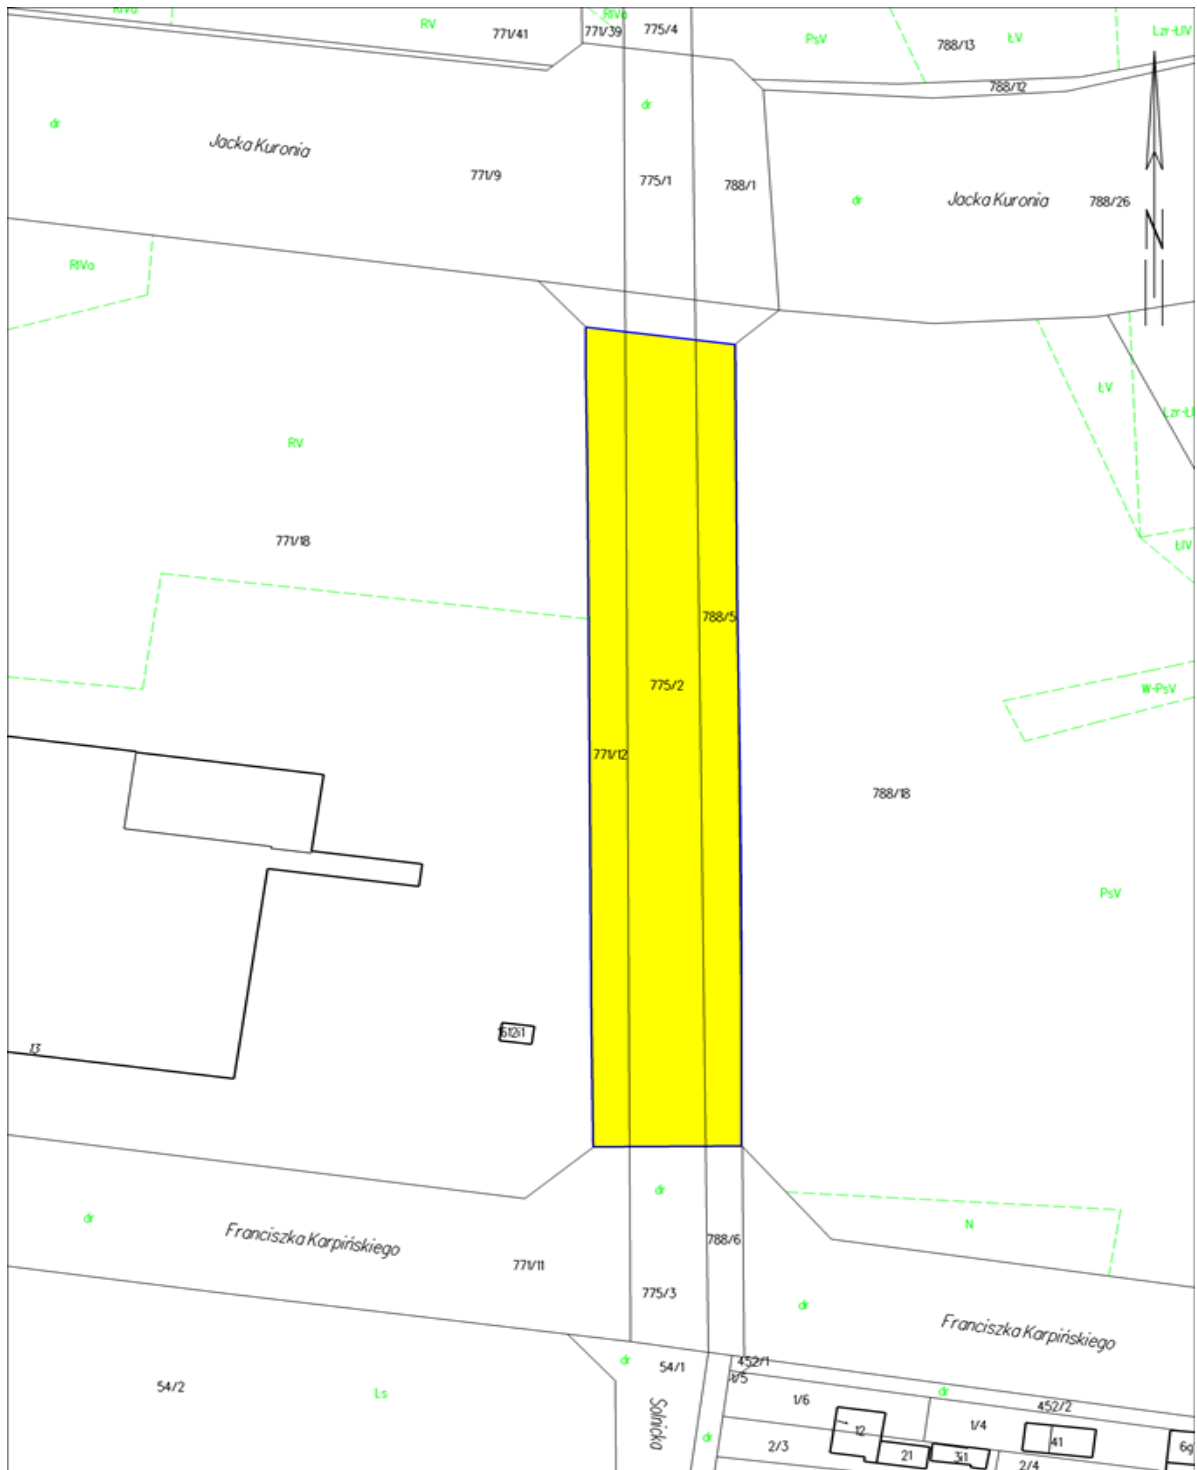 RIVa
RV
771/41
RIVa
771/39
775/4
PsV
788/13
ŁV
Lzr-ŁIV
788/12
dr
dr
Jacka Kuronia
771/9
775/1
788/1
dr
Jacka Kuronia
788/26
N
RIVa
ŁV
RV
771/18
ŁIV
788/5
775/2
W-PsV
771/12
788/18
PsV
13
dr
dr
N
Franciszka Karpińskiego
788/6
771/11
775/3
dr
Franciszka Karpińskiego
dr
54/1
452/1
54/2
Ls
1/6
dr
452/2
Solnicka
1/4
12
41
dr
2/3
21
3i1
2/4
6g